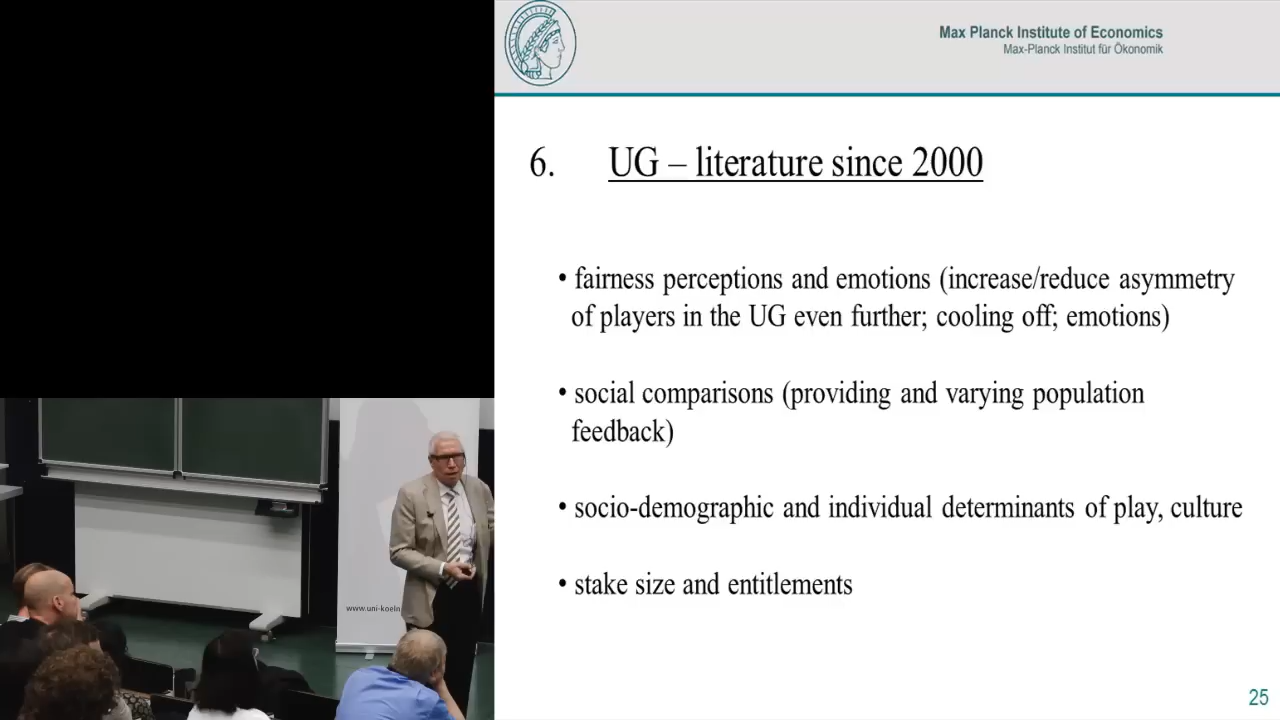 Max Planck Institute of Economics
Max-Planck Institut für Ökonomik
6. UG – literature since 2000
• fairness perceptions and emotions (increase/reduce asymmetry
of players in the UG even further; cooling off; emotions)
• social comparisons (providing and varying population
feedback)
• socio-demographic and individual determinants of play, culture
• stake size and entitlements
25
www.uni-koeln